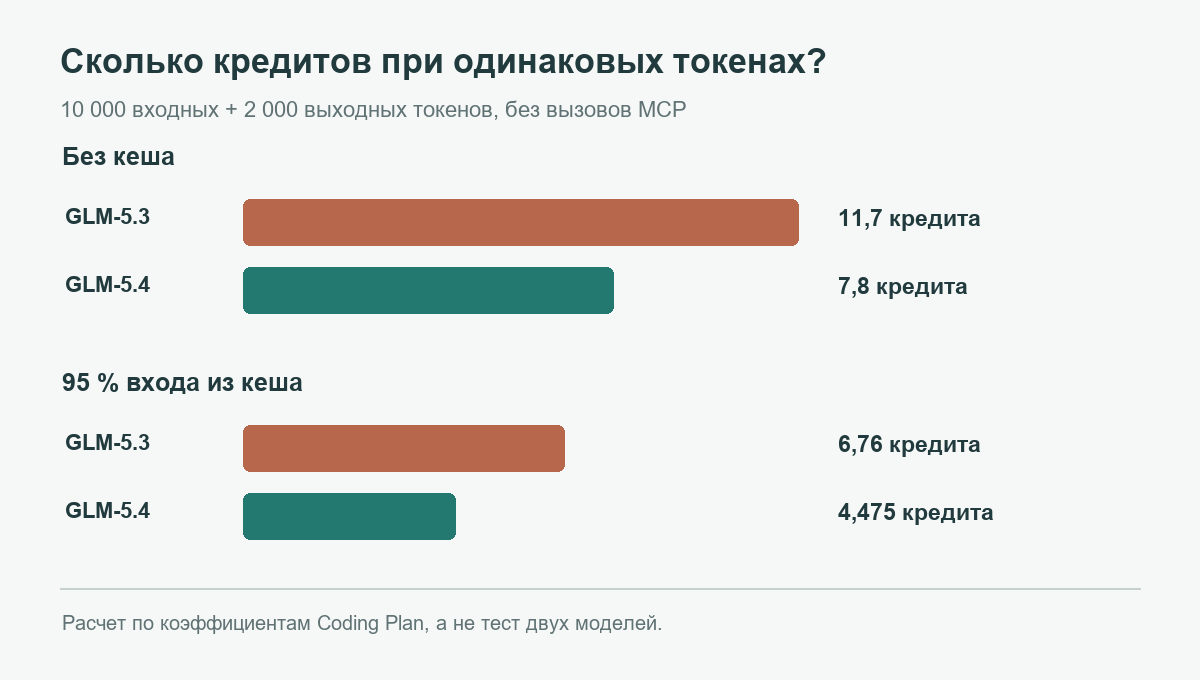 Сколько кредитов при одинаковых токенах?
10 000 входных + 2 000 выходных токенов, без вызовов MCP
Без кеша
GLM-5.3 11,7 кредита
GLM-5.4 7,8 кредита
95 % входа из кеша
GLM-5.3 6,76 кредита
GLM-5.4 4,475 кредита
Расчет по коэффициентам Coding Plan, а не тест двух моделей.